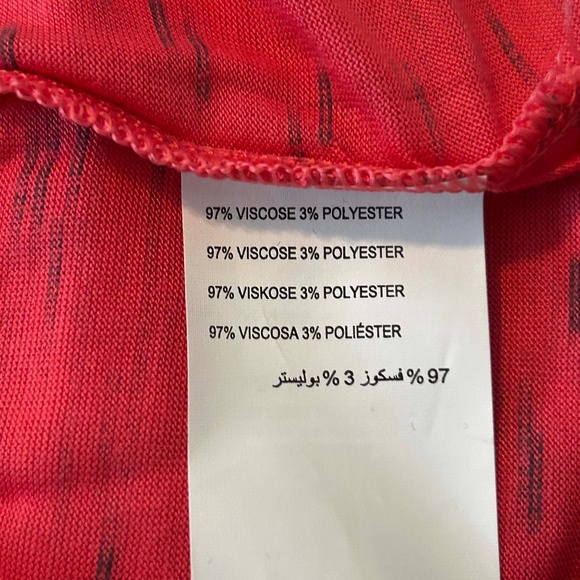 97% VISCOSE 3% POLYESTER
97% VISCOSE 3% POLYESTER
97% VISKOSE 3% POLYESTER
97% VISCOSA 3% POLIÉSTER
97 % فسكوز 3 % بوليستر